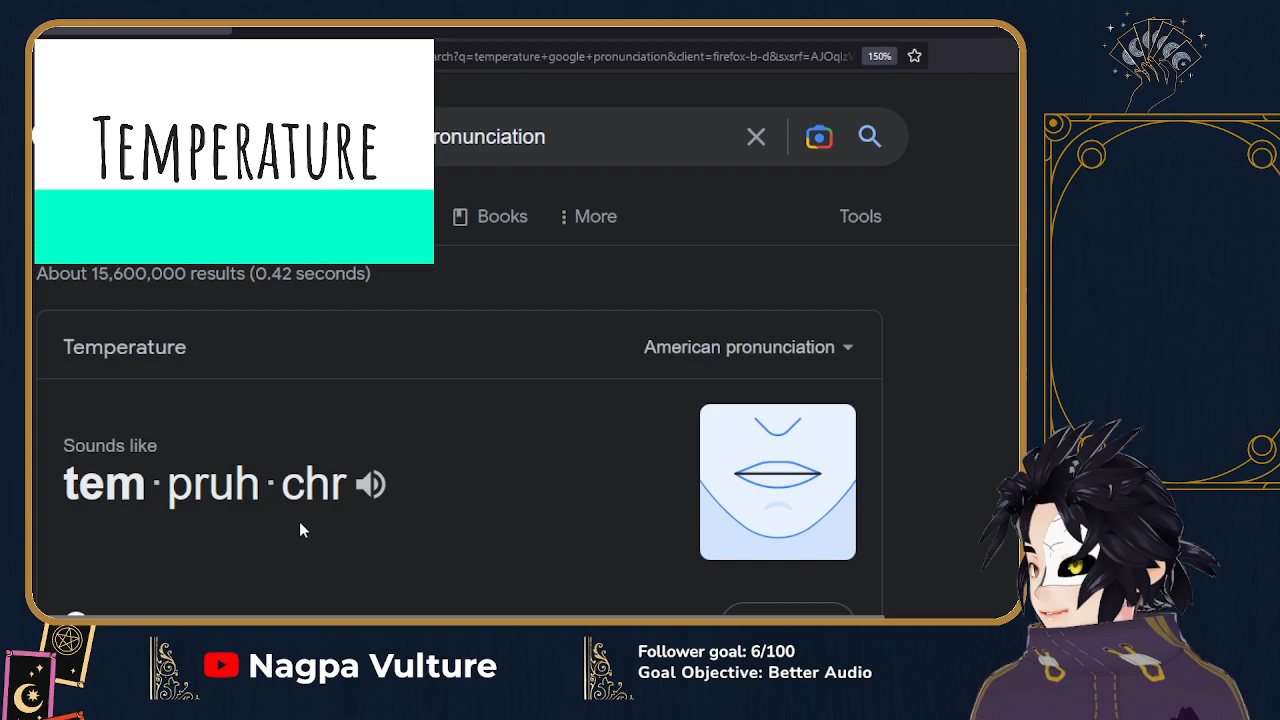 arch?q=temperature+google+pronunciation&client=firefox-b-d&sxsrf=AJOqlzV
150%
TEMPERATURE
ronunciation
Books
More
Tools
About 15,600,000 results (0.42 seconds)
Temperature
American pronunciation
Sounds like
tem·pruh·chr
Nagpa Vulture
Follower goal: 6/100
Goal Objective: Better Audio